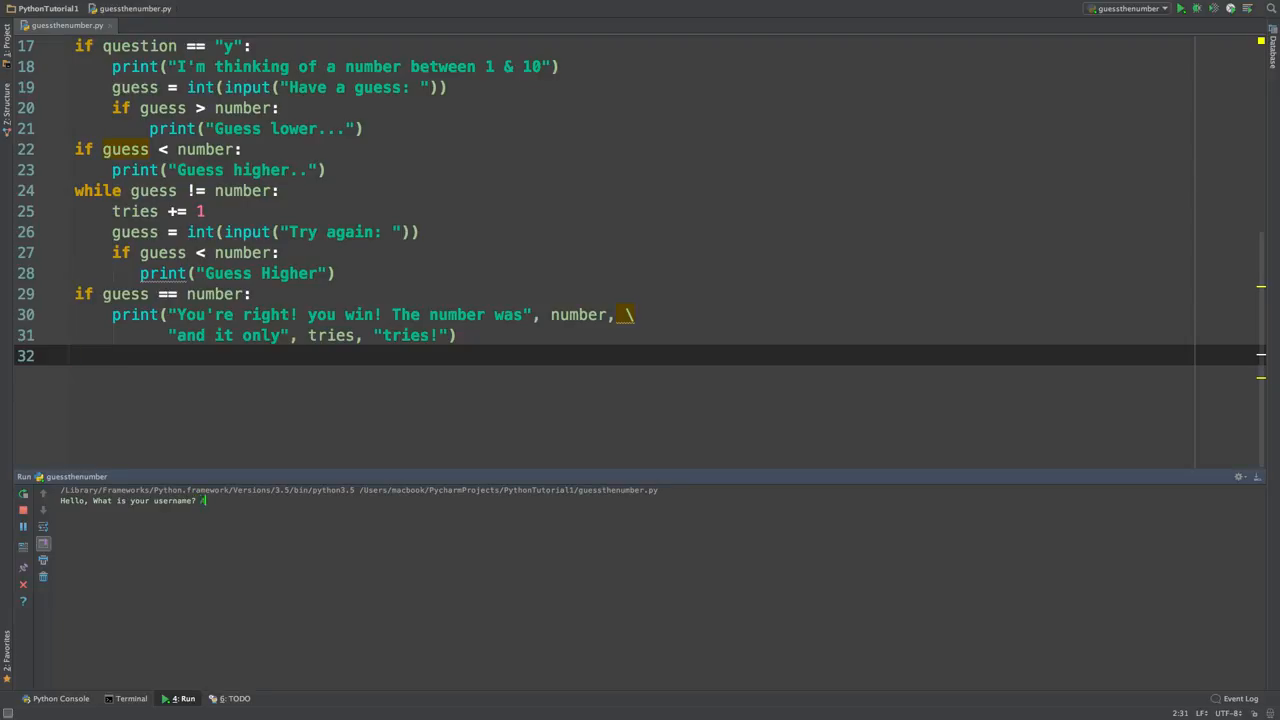 PythonTutorial1 guessthenumber.py guessthenumber
guessthenumber.py
1: Project
Z: Structure
2: Favorites
Database
17 if question == "y":
18 print("I'm thinking of a number between 1 & 10")
19 guess = int(input("Have a guess: "))
20 if guess > number:
21 print("Guess lower...")
22 if guess < number:
23 print("Guess higher..")
24 while guess != number:
25 tries += 1
26 guess = int(input("Try again: "))
27 if guess < number:
28 print("Guess Higher")
29 if guess == number:
30 print("You're right! you win! The number was", number, \
31 "and it only", tries, "tries!")
32
Run guessthenumber
/Library/Frameworks/Python.framework/Versions/3.5/bin/python3.5 /Users/macbook/PycharmProjects/PythonTutorial1/guessthenumber.py
Hello, What is your username? A
Python Console Terminal 4: Run 6: TODO Event Log
2:31 LF÷ UTF-8÷